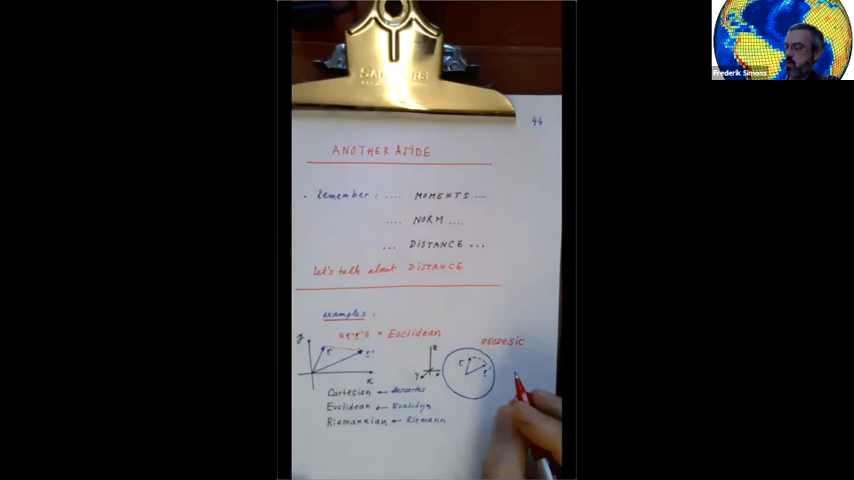 Frederik Simons
44
ANOTHER ASIDE
. Remember: .... MOMENTS ....
.... NORM ....
... DISTANCE ...
Let's talk about DISTANCE
examples:
||r-r'|| = Euclidean
GEODESIC
y r r' x
z y x r r'
Cartesian ← Descartes
Euclidean ←
Riemannian ← Riemann